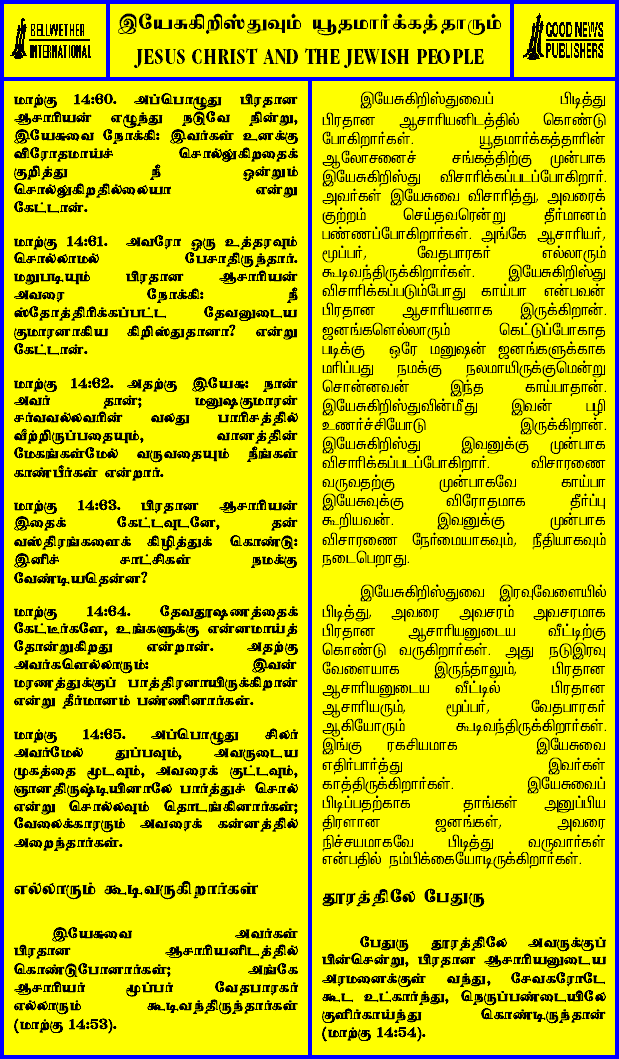 BELLWETHER
INTERNATIONAL
இயேசுகிறிஸ்துவும் யூதமார்க்கத்தாரும்
JESUS CHRIST AND THE JEWISH PEOPLE
GOOD NEWS
PUBLISHERS
மாற்கு 14:60. அப்பொழுது பிரதான
ஆசாரியன் எழுந்து நடுவே நின்று,
இயேசுவை நோக்கி: இவர்கள் உனக்கு
விரோதமாய்ச் சொல்லுகிறதைக்
குறித்து நீ ஒன்றும்
சொல்லுகிறதில்லையா என்று
கேட்டான்.
மாற்கு 14:61. அவரோ ஒரு உத்தரவும்
சொல்லாமல் பேசாதிருந்தார்.
மறுபடியும் பிரதான ஆசாரியன்
அவரை நோக்கி: நீ
ஸ்தோத்திரிக்கப்பட்ட தேவனுடைய
குமாரனாகிய கிறிஸ்துதானா? என்று
கேட்டான்.
மாற்கு 14:62. அதற்கு இயேசு: நான்
அவர் தான்; மனுஷகுமாரன்
சர்வவல்லவரின் வலது பாரிசத்தில்
வீற்றிருப்பதையும், வானத்தின்
மேகங்கள்மேல் வருவதையும் நீங்கள்
காண்பீர்கள் என்றார்.
மாற்கு 14:63. பிரதான ஆசாரியன்
இதைக் கேட்டவுடனே, தன்
வஸ்திரங்களைக் கிழித்துக் கொண்டு:
இனிச் சாட்சிகள் நமக்கு
வேண்டியதென்ன?
மாற்கு 14:64. தேவதூஷணத்தைக்
கேட்டீர்களே, உங்களுக்கு என்னமாய்த்
தோன்றுகிறது என்றான். அதற்கு
அவர்களெல்லாரும்: இவன்
மரணத்துக்குப் பாத்திரனாயிருக்கிறான்
என்று தீர்மானம் பண்ணினார்கள்.
மாற்கு 14:65. அப்பொழுது சிலர்
அவர்மேல் துப்பவும், அவருடைய
முகத்தை மூடவும், அவரைக் குட்டவும்,
ஞானதிருஷ்டியினாலே பார்த்துச் சொல்
என்று சொல்லவும் தொடங்கினார்கள்;
வேலைக்காரரும் அவரைக் கன்னத்தில்
அறைந்தார்கள்.
எல்லாரும் கூடிவருகிறார்கள்
இயேசுவை அவர்கள்
பிரதான ஆசாரியனிடத்தில்
கொண்டுபோனார்கள்; அங்கே
ஆசாரியர் மூப்பர் வேதபாரகர்
எல்லாரும் கூடிவந்திருந்தார்கள்
(மாற்கு 14:53).
இயேசுகிறிஸ்துவைப் பிடித்து
பிரதான ஆசாரியனிடத்தில் கொண்டு
போகிறார்கள். யூதமார்க்கத்தாரின்
ஆலோசனைச் சங்கத்திற்கு முன்பாக
இயேசுகிறிஸ்து விசாரிக்கப்படப்போகிறார்.
அவர்கள் இயேசுவை விசாரித்து, அவரைக்
குற்றம் செய்தவரென்று தீர்மானம்
பண்ணப்போகிறார்கள். அங்கே ஆசாரியர்,
மூப்பர், வேதபாரகர் எல்லாரும்
கூடிவந்திருக்கிறார்கள். இயேசுகிறிஸ்து
விசாரிக்கப்படும்போது காய்பா என்பவன்
பிரதான ஆசாரியனாக இருக்கிறான்.
ஜனங்களெல்லாரும் கெட்டுப்போகாத
படிக்கு ஒரே மனுஷன் ஜனங்களுக்காக
மரிப்பது நமக்கு நலமாயிருக்குமென்று
சொன்னவன் இந்த காய்பாதான்.
இயேசுகிறிஸ்துவின்மீது இவன் பழி
உணர்ச்சியோடு இருக்கிறான்.
இயேசுகிறிஸ்து இவனுக்கு முன்பாக
விசாரிக்கப்படப்போகிறார். விசாரணை
வருவதற்கு முன்பாகவே காய்பா
இயேசுவுக்கு விரோதமாக தீர்ப்பு
கூறியவன். இவனுக்கு முன்பாக
விசாரணை நேர்மையாகவும், நீதியாகவும்
நடைபெறாது.
இயேசுகிறிஸ்துவை இரவுவேளையில்
பிடித்து, அவரை அவசரம் அவசரமாக
பிரதான ஆசாரியனுடைய வீட்டிற்கு
கொண்டு வருகிறார்கள். அது நடுஇரவு
வேளையாக இருந்தாலும், பிரதான
ஆசாரியனுடைய வீட்டில் பிரதான
ஆசாரியரும், மூப்பர், வேதபாரகர்
ஆகியோரும் கூடிவந்திருக்கிறார்கள்.
இங்கு ரகசியமாக இயேசுவை
எதிர்பார்த்து இவர்கள்
காத்திருக்கிறார்கள். இயேசுவைப்
பிடிப்பதற்காக தாங்கள் அனுப்பிய
திரளான ஜனங்கள், அவரை
நிச்சயமாகவே பிடித்து வருவார்கள்
என்பதில் நம்பிக்கையோடிருக்கிறார்கள்.
தூரத்திலே பேதுரு
பேதுரு தூரத்திலே அவருக்குப்
பின்சென்று, பிரதான ஆசாரியனுடைய
அரமனைக்குள் வந்து, சேவகரோடே
கூட உட்கார்ந்து, நெருப்பண்டையிலே
குளிர்காய்ந்து கொண்டிருந்தான்
(மாற்கு 14:54).